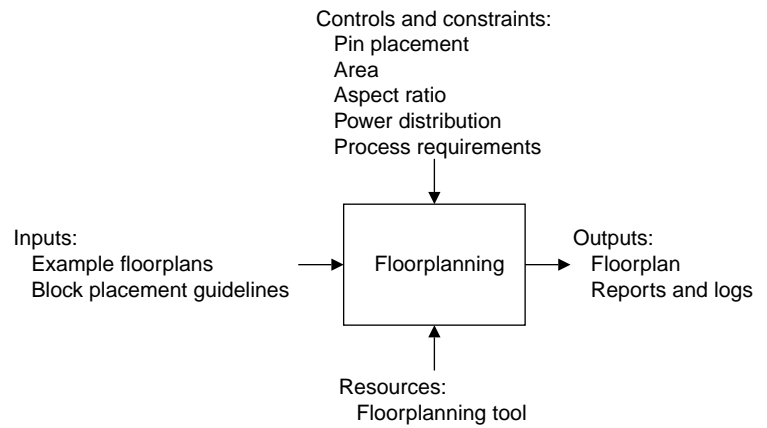 Controls and constraints:
Pin placement
Area
Aspect ratio
Power distribution
Process requirements
Inputs:
Example floorplans
Block placement guidelines
Floorplanning
Outputs:
Floorplan
Reports and logs
Resources:
Floorplanning tool